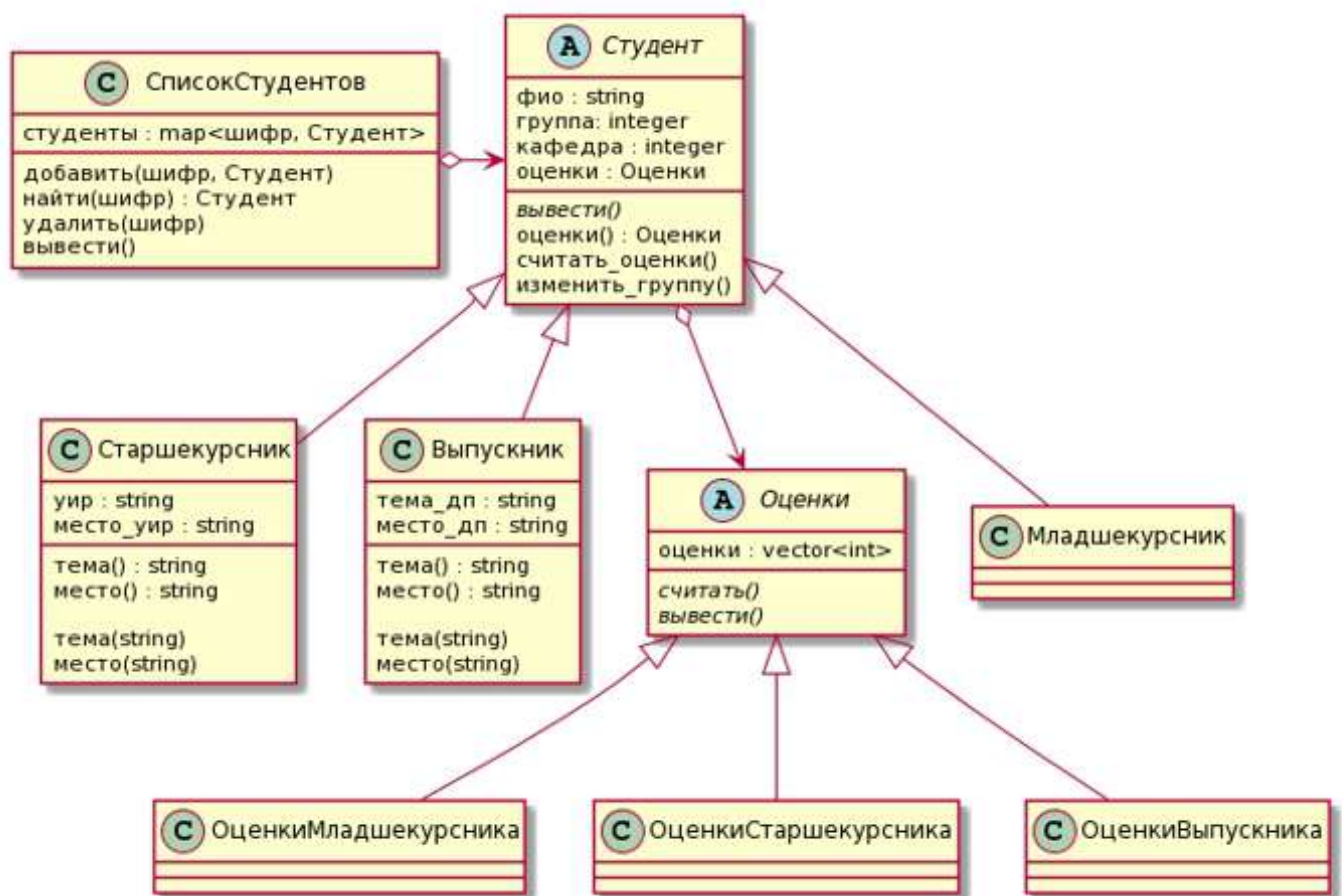 C СписокСтудентов
студенты : map<шифр, Студент>
добавить(шифр, Студент)
найти(шифр) : Студент
удалить(шифр)
вывести()
A Студент
фио : string
группа: integer
кафедра : integer
оценки : Оценки
вывести()
оценки() : Оценки
считать_оценки()
изменить_группу()
C Старшекурсник
уир : string
место_уир : string
тема() : string
место() : string
тема(string)
место(string)
C Выпускник
тема_дп : string
место_дп : string
тема() : string
место() : string
тема(string)
место(string)
A Оценки
оценки : vector<int>
считать()
вывести()
C Младшекурсник
C ОценкиМладшекурсника
C ОценкиСтаршекурсника
C ОценкиВыпускника